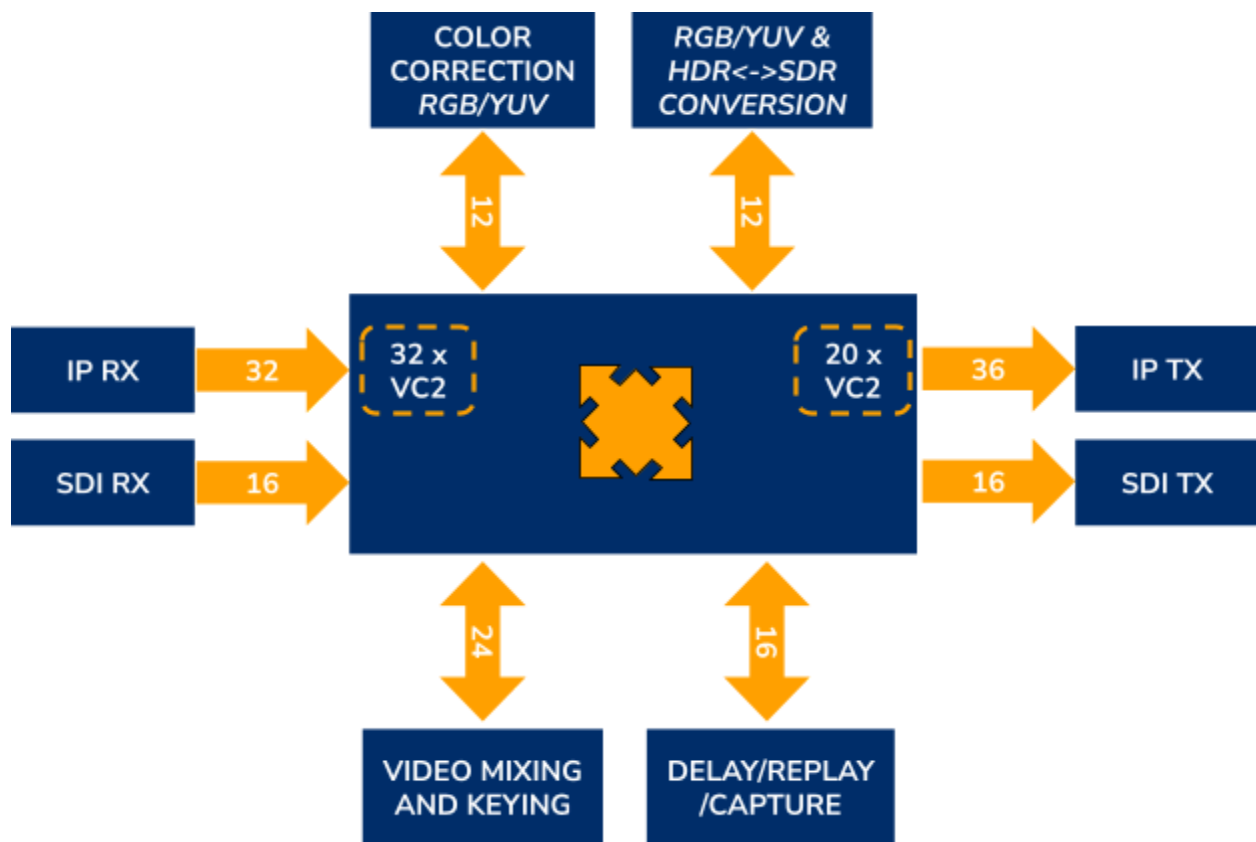 COLOR
CORRECTION
RGB/YUV
RGB/YUV &
HDR<->SDR
CONVERSION
12
12
IP RX
32
32 x
VC2
20 x
VC2
36
IP TX
SDI RX
16
16
SDI TX
24
16
VIDEO MIXING
AND KEYING
DELAY/REPLAY
/CAPTURE